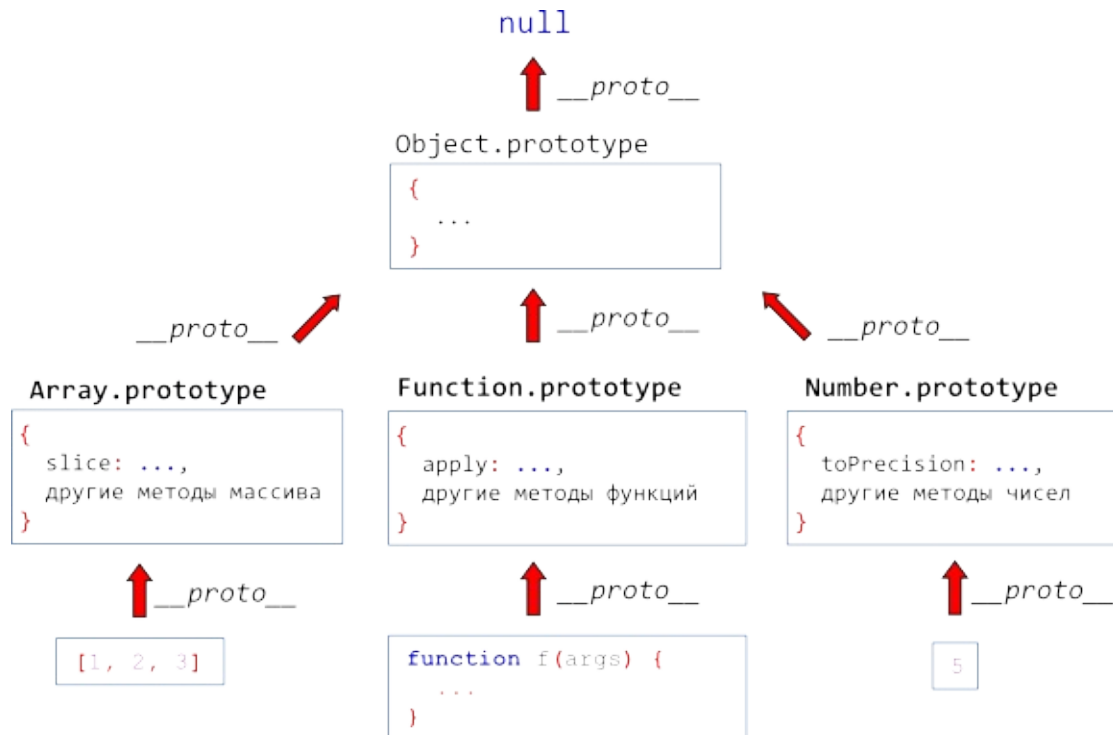 null
__proto__
Object.prototype
{
...
}
__proto__
__proto__
__proto__
Array.prototype
{
slice: ...,
другие методы массива
}
Function.prototype
{
apply: ...,
другие методы функций
}
Number.prototype
{
toPrecision: ...,
другие методы чисел
}
__proto__
__proto__
__proto__
[1, 2, 3]
function f(args) {
...
}
5